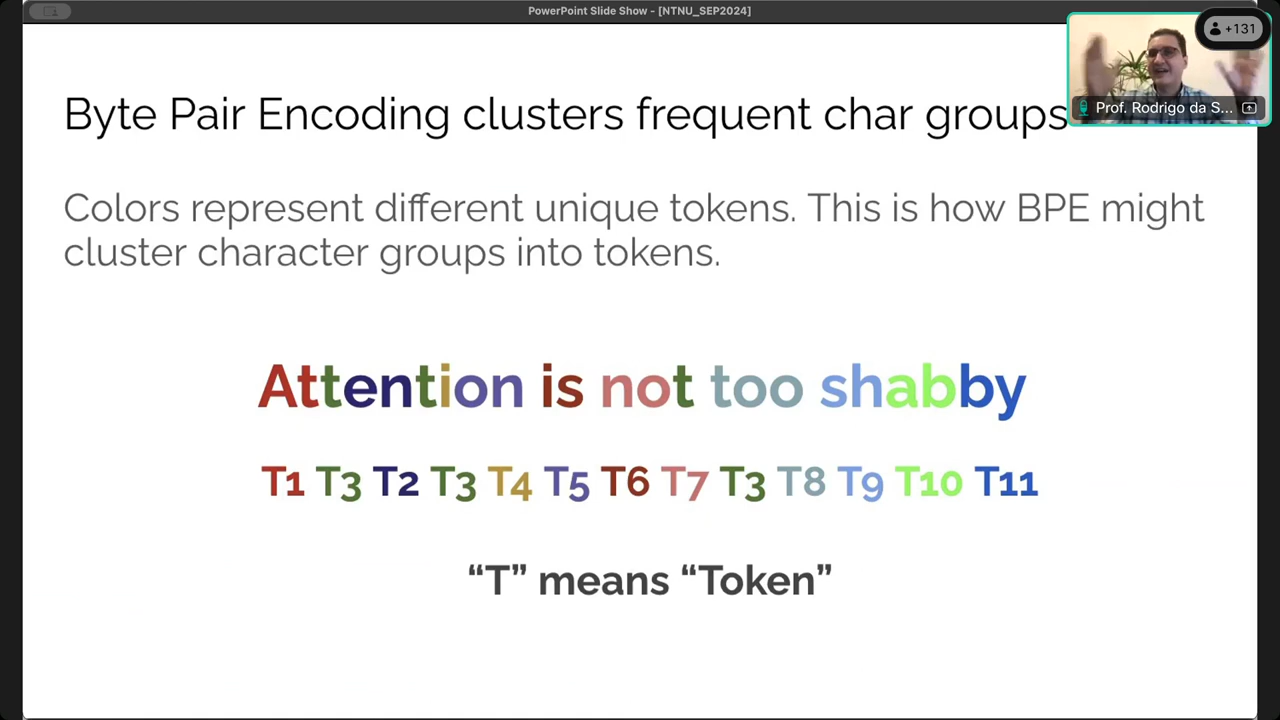 PowerPoint Slide Show - [NTNU_SEP2024]
+131
Prof. Rodrigo da S...
Byte Pair Encoding clusters frequent char groups
Colors represent different unique tokens. This is how BPE might
cluster character groups into tokens.
Attention is not too shabby
T1 T3 T2 T3 T4 T5 T6 T7 T3 T8 T9 T10 T11
“T” means “Token”